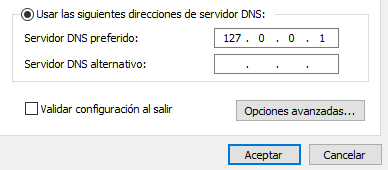 Usar las siguientes direcciones de servidor DNS:
Servidor DNS preferido: 127 . 0 . 0 . 1
Servidor DNS alternativo: . . .
Validar configuración al salir Opciones avanzadas...
Aceptar Cancelar